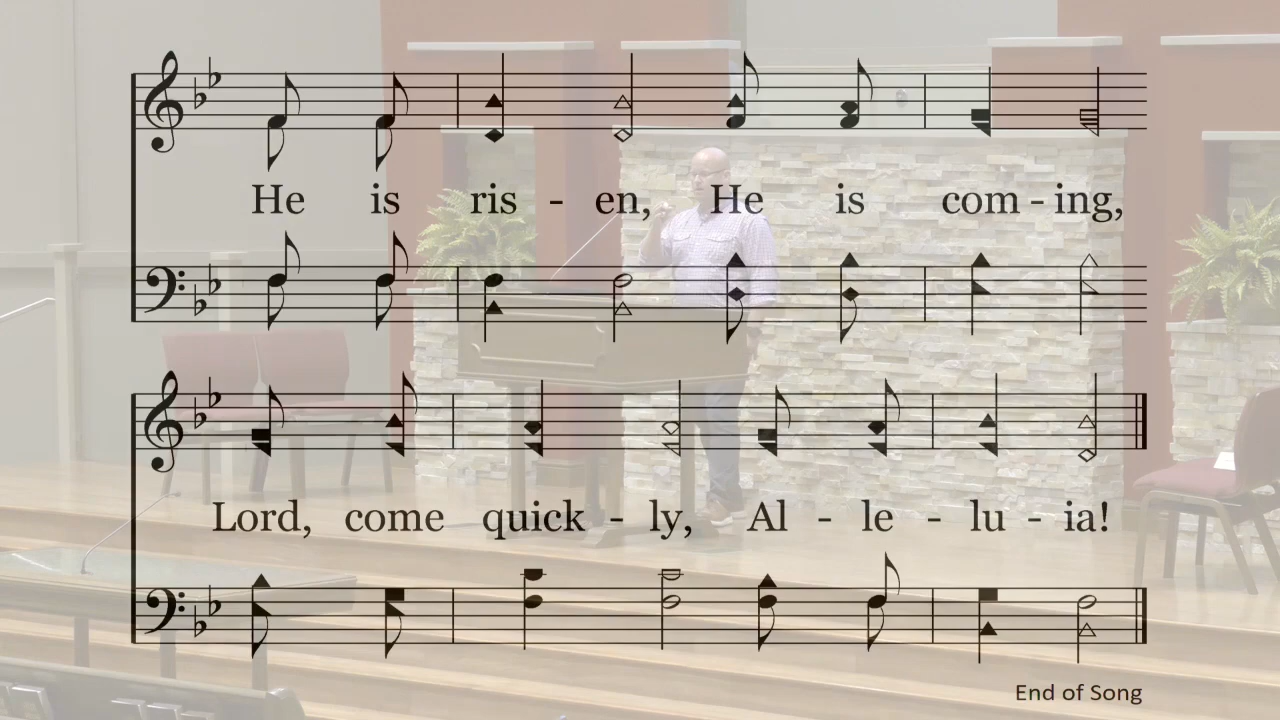 He is ris - en, He is com - ing,
Lord, come quick - ly, Al - le - lu - ia!
End of Song